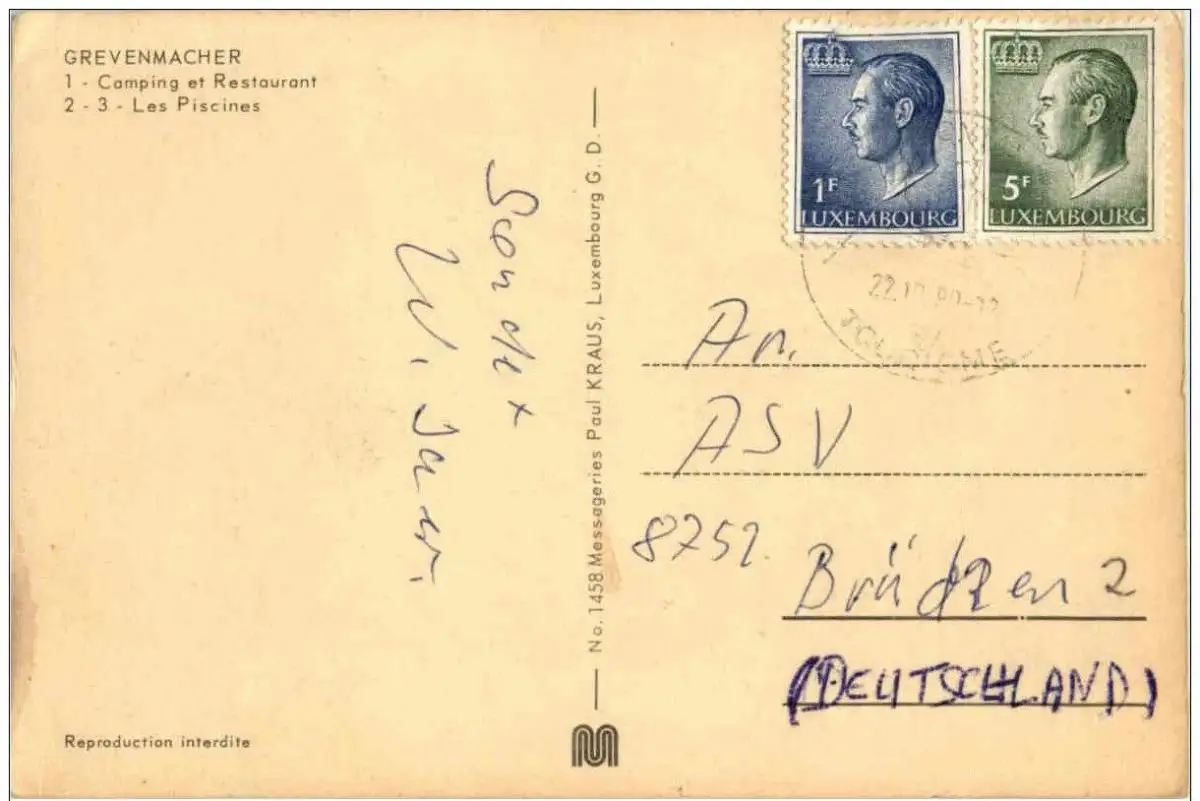 GREVENMACHER
1 - Camping et Restaurant
2 - 3 - Les Piscines
1F
LUXEMBOURG
5F
LUXEMBOURG
W.
No. 1458 Messageries Paul KRAUS, Luxembourg G. D.
An.
ASV
8752.
2
(DEUTSCHLAND)
Reproduction interdite